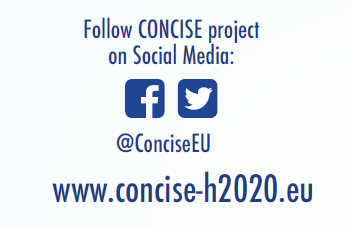 Follow CONCISE project
on Social Media:
@ConciseEU
www.concise-h2020.eu